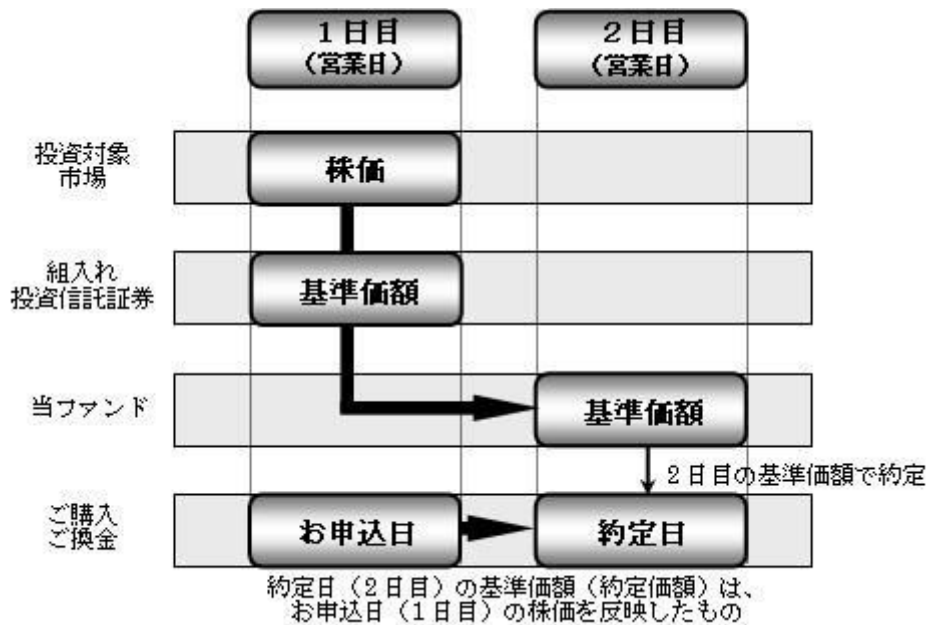 1日目
（営業日）
2日目
（営業日）
投資対象
市場
株価
組入れ
投資信託証券
基準価額
当ファンド
基準価額
2日目の基準価額で約定
ご購入
ご換金
お申込日
約定日
約定日（2日目）の基準価額（約定価額）は、
お申込日（1日目）の株価を反映したもの